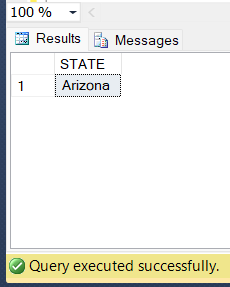 100 %
Results Messages
STATE
1 Arizona
Query executed successfully.